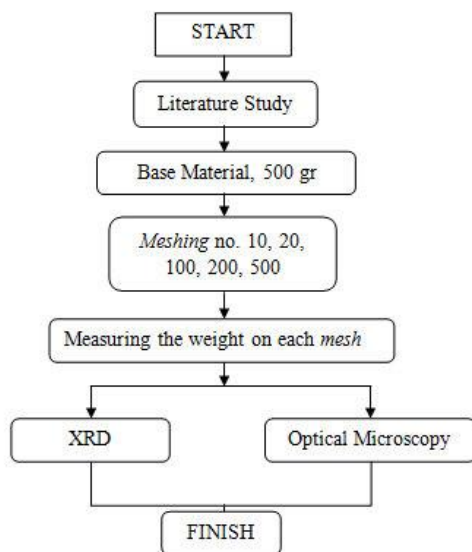 START
Literature Study
Base Material, 500 gr
Meshing no. 10, 20,
100, 200, 500
Measuring the weight on each mesh
XRD
Optical Microscopy
FINISH